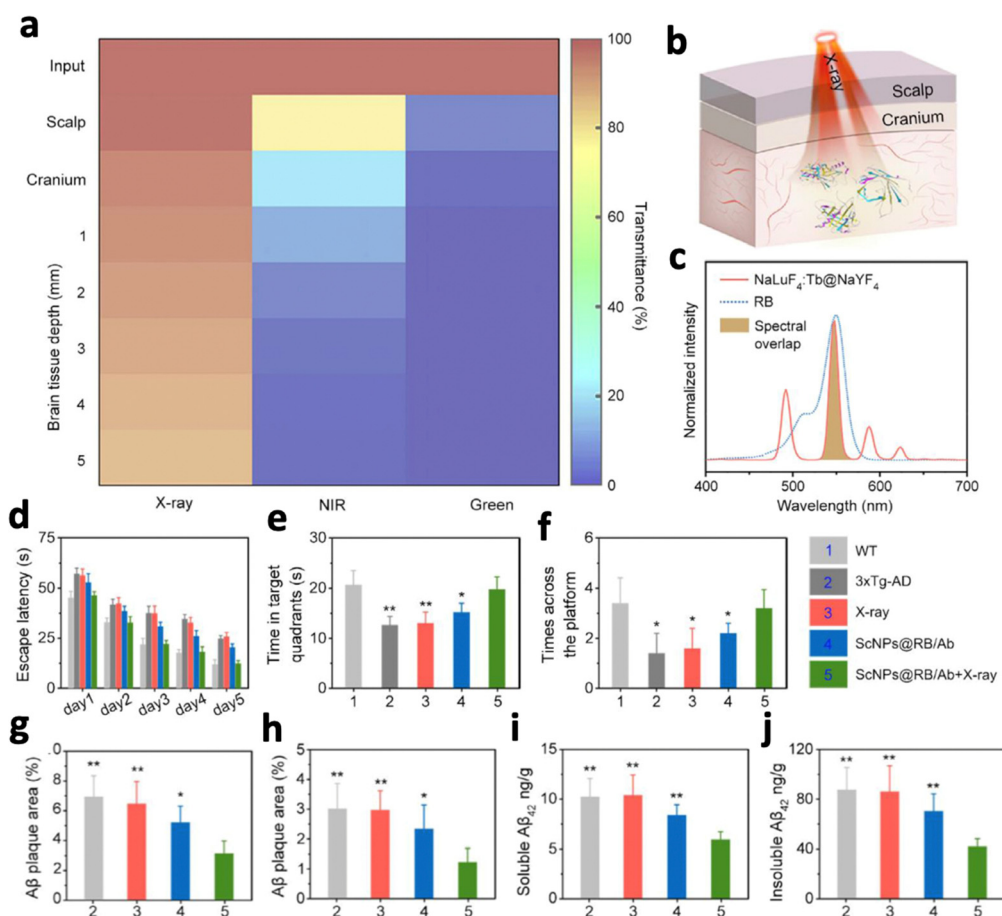 a
Input
Scalp
Cranium
1
2
3
4
5
Brain tissue depth (mm)
X-ray
NIR
Green
100
80
60
40
20
0
Transmittance (%)
b
X-ray
Scalp
Cranium
c
NaLuF₄:Tb@NaYF₄
RB
Spectral
overlap
Normalized intensity
400
500
600
700
Wavelength (nm)
d
Escape latency (s)
75
50
25
0
day1
day2
day3
day4
day5
e
Time in target
quadrants (s)
30
20
10
0
**
**
*
1
2
3
4
5
f
Times across
the platform
6
4
2
0
*
*
*
1
2
3
4
5
1 WT
2 3xTg-AD
3 X-ray
4 ScNPs@RB/Ab
5 ScNPs@RB/Ab+X-ray
g
Aβ plaque area (%)
0
8
6
4
2
0
**
**
*
2
3
4
5
h
Aβ plaque area (%)
5
4
3
2
1
0
**
**
*
2
3
4
5
i
Soluble Aβ₄₂ ng/g
15
10
5
0
**
**
**
2
3
4
5
j
Insoluble Aβ₄₂ ng/g
120
80
40
0
**
**
**
2
3
4
5